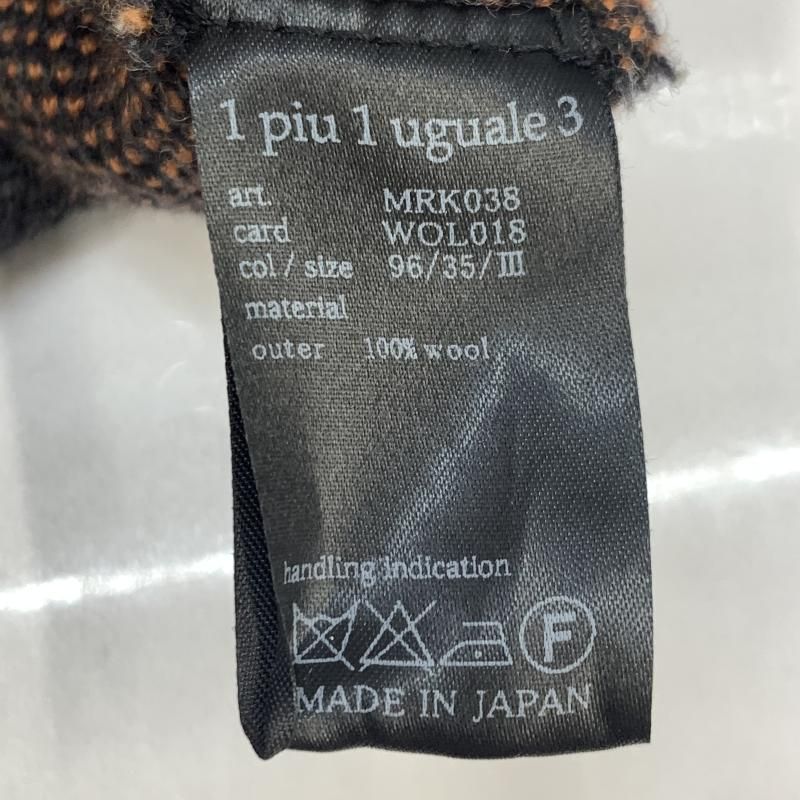 1 piu 1 uguale 3
art. MRK038
card WOL018
col / size 96/35/III
material
outer 100% wool
handling indication
F
MADE IN JAPAN